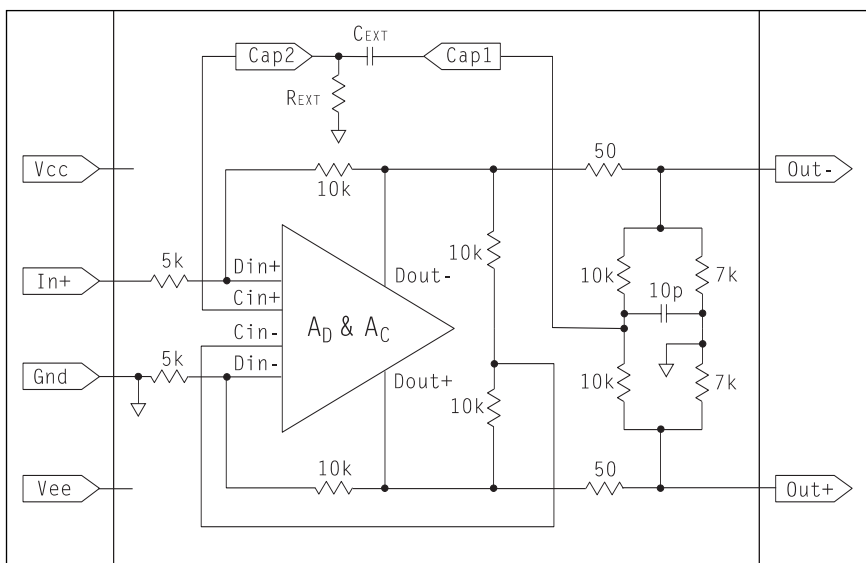 CEXT
Cap2
Cap1
REXT
Vcc
50
Out-
10k
5k
In+
Din+
Cin+
Dout-
10k
10k
10p
7k
AD & AC
Cin-
Gnd
5k
Din-
Dout+
10k
10k
7k
10k
50
Vee
Out+